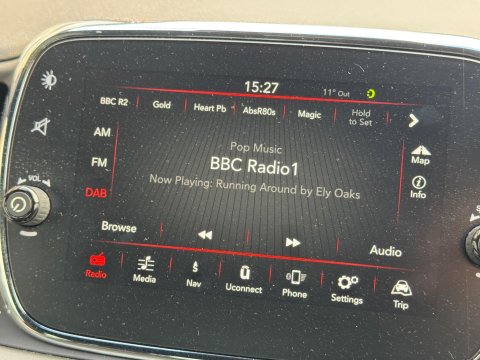 15:27
11° Out
BBC R2 Gold Heart Pb AbsR80s Magic Hold to Set
AM
FM
DAB
Pop Music
BBC Radio1
Now Playing: Running Around by Ely Oaks
Map
Info
VOL
Browse
Audio
Radio Media Nav Uconnect Phone Settings Trip